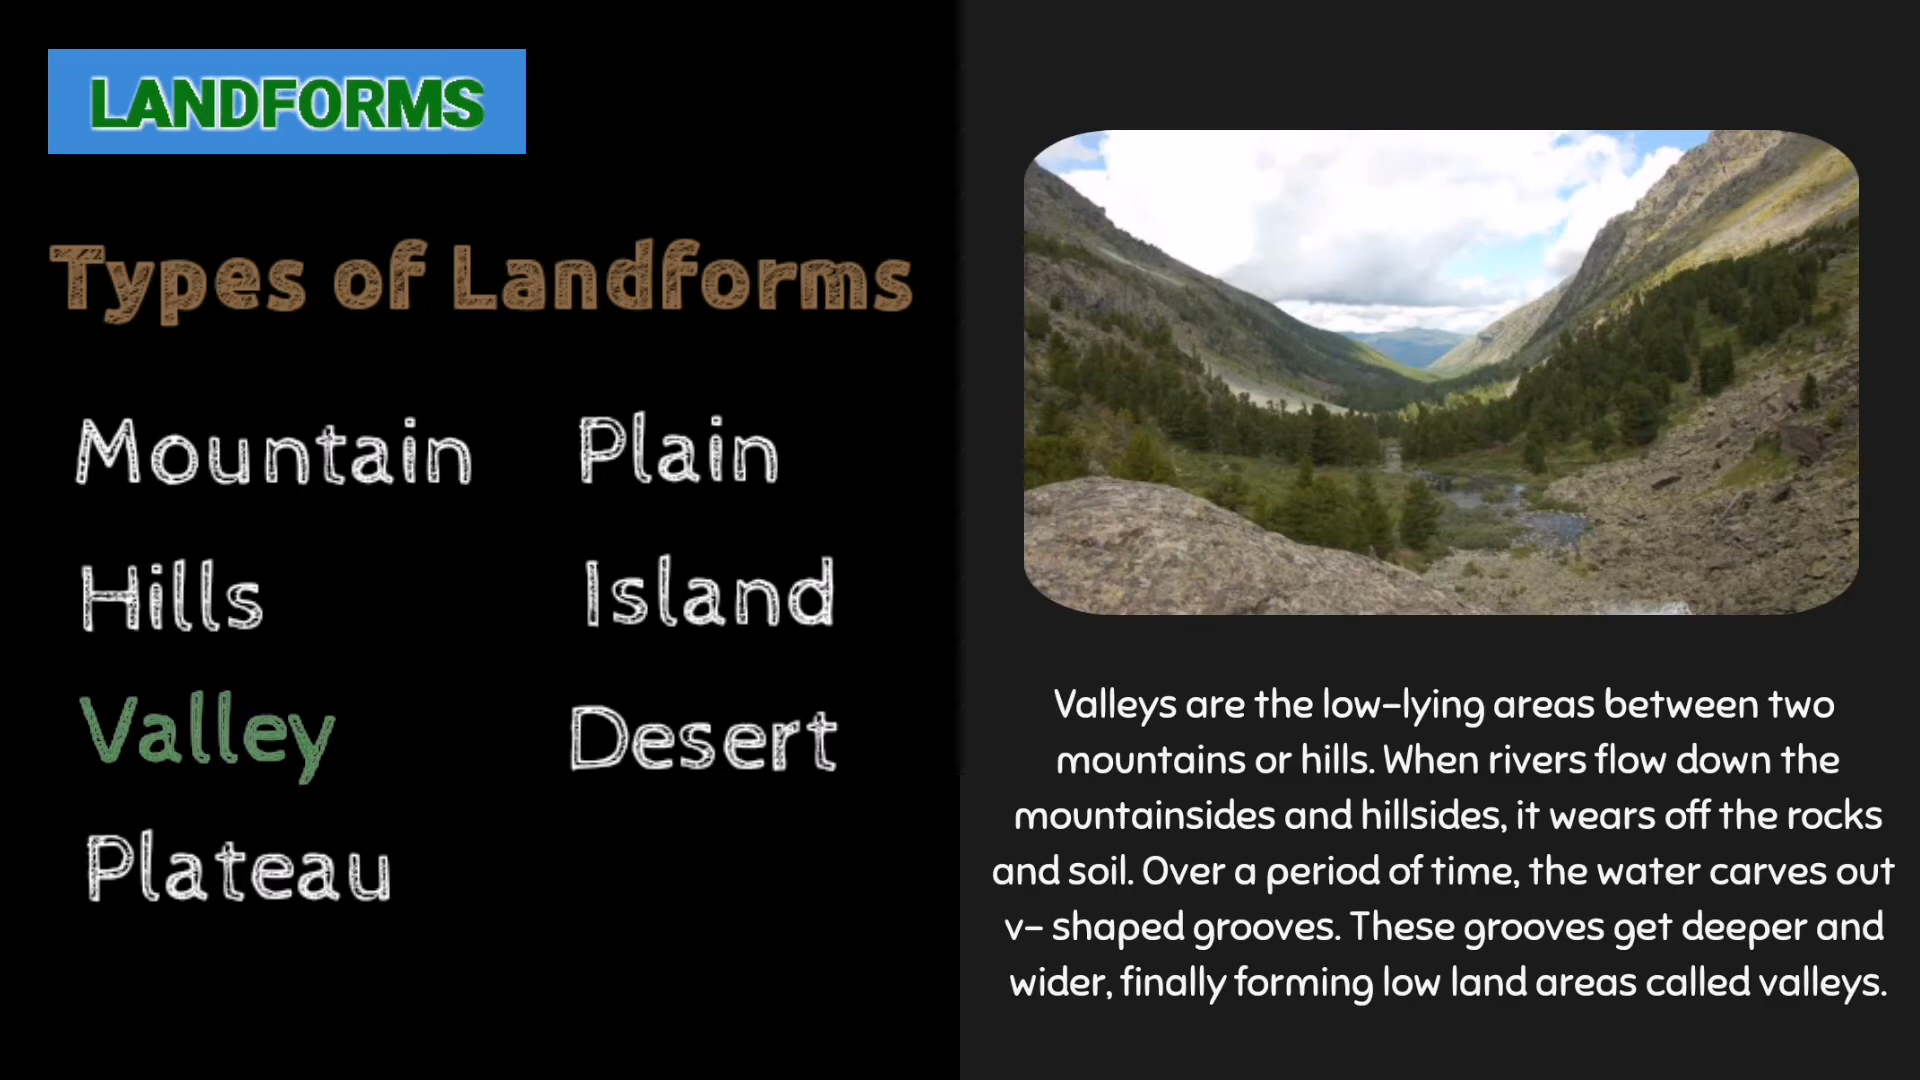 LANDFORMS
Types of Landforms
Mountain
Hills
Valley
Plateau
Plain
Island
Desert
Valleys are the low-lying areas between two
mountains or hills. When rivers flow down the
mountainsides and hillsides, it wears off the rocks
and soil. Over a period of time, the water carves out
v- shaped grooves. These grooves get deeper and
wider, finally forming low land areas called valleys.